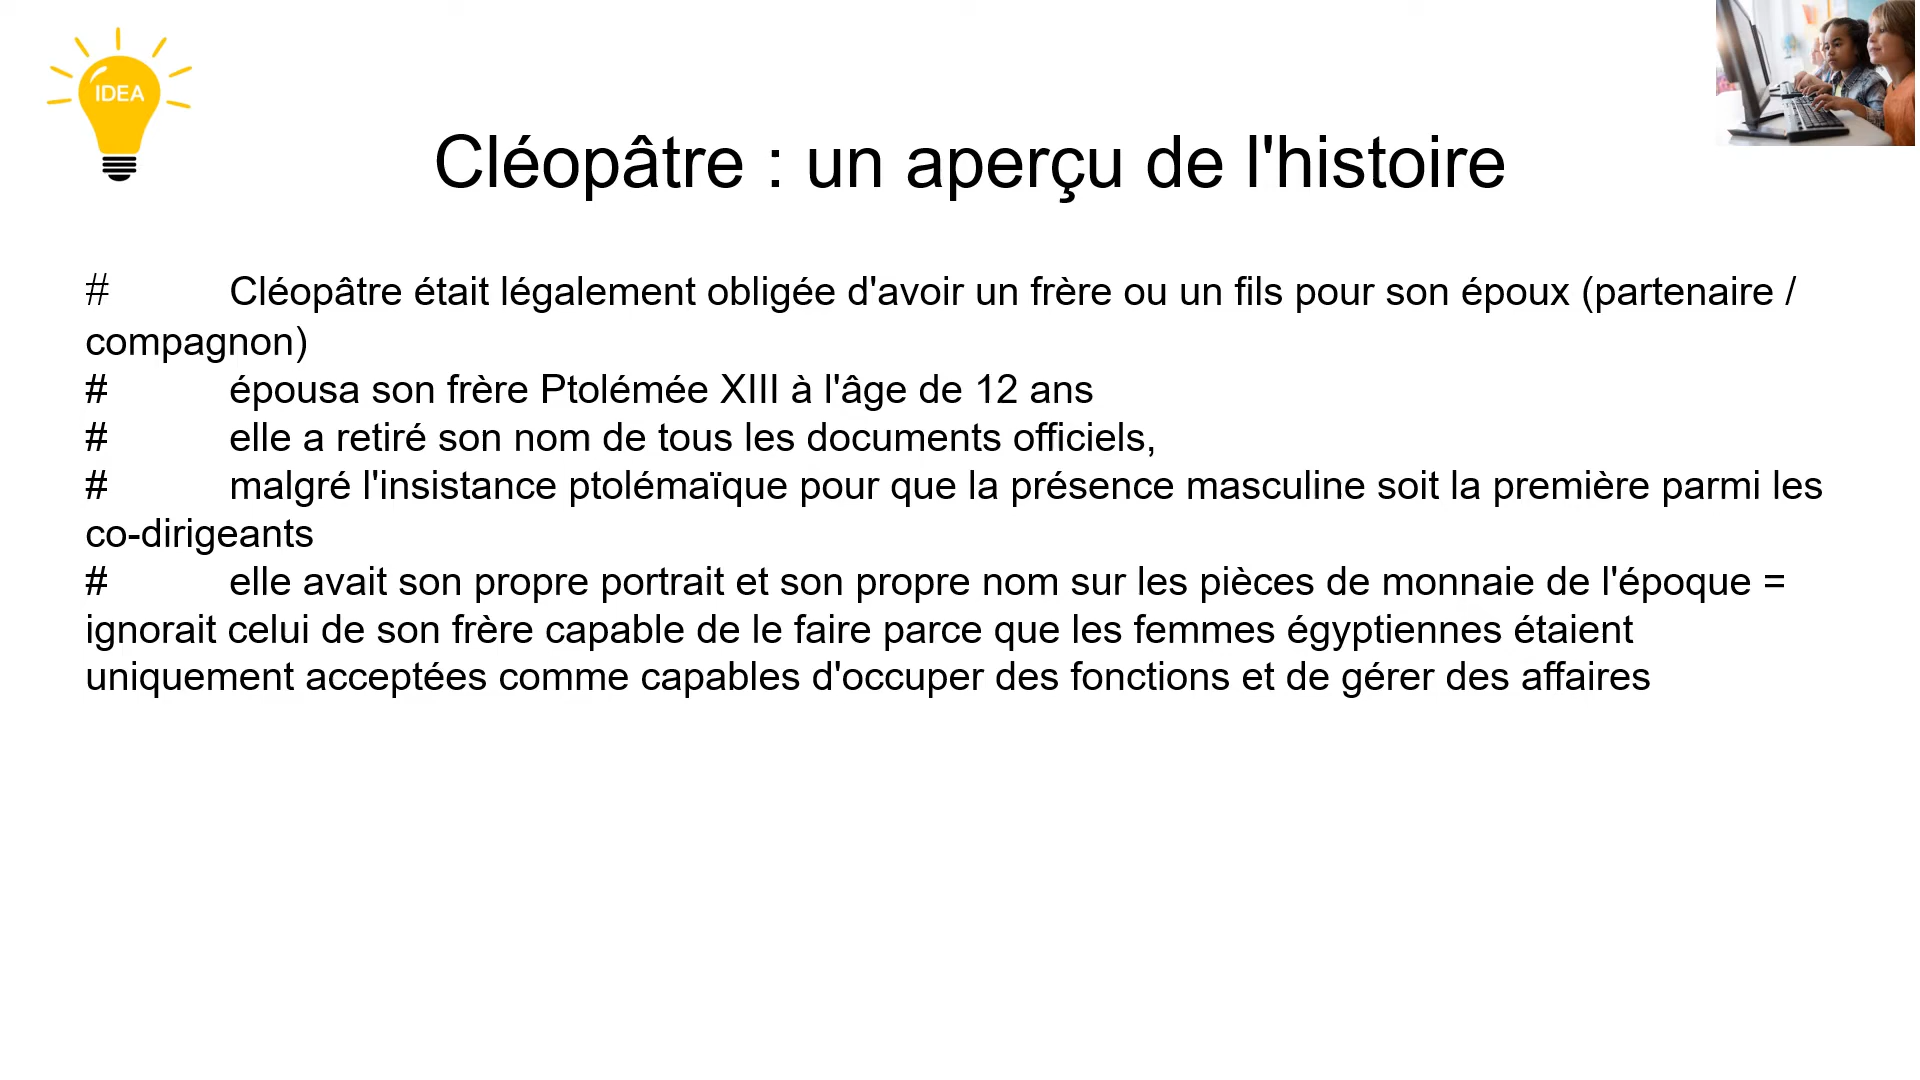 IDEA
Cléopâtre : un aperçu de l'histoire
# Cléopâtre était légalement obligée d'avoir un frère ou un fils pour son époux (partenaire /
compagnon)
# épousa son frère Ptolémée XIII à l'âge de 12 ans
# elle a retiré son nom de tous les documents officiels,
# malgré l'insistance ptolémaïque pour que la présence masculine soit la première parmi les
co-dirigeants
# elle avait son propre portrait et son propre nom sur les pièces de monnaie de l'époque =
ignorait celui de son frère capable de le faire parce que les femmes égyptiennes étaient
uniquement acceptées comme capables d'occuper des fonctions et de gérer des affaires